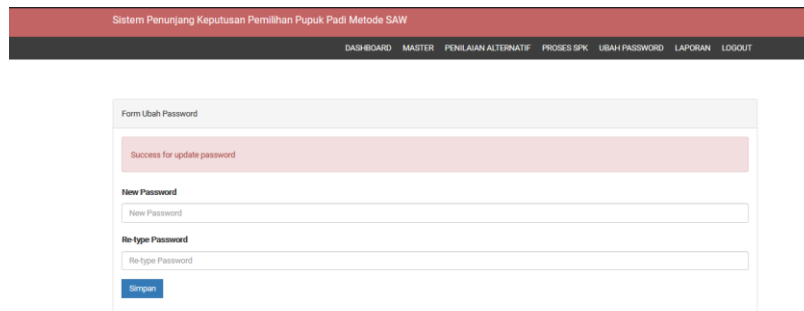 Sistem Penunjang Keputusan Pemilihan Pupuk Padi Metode SAW
DASHBOARD MASTER PENILAIAN ALTERNATIF PROSES SPK UBAH PASSWORD LAPORAN LOGOUT
Form Ubah Password
Success for update password
New Password
New Password
Re-type Password
Re-type Password
Simpan